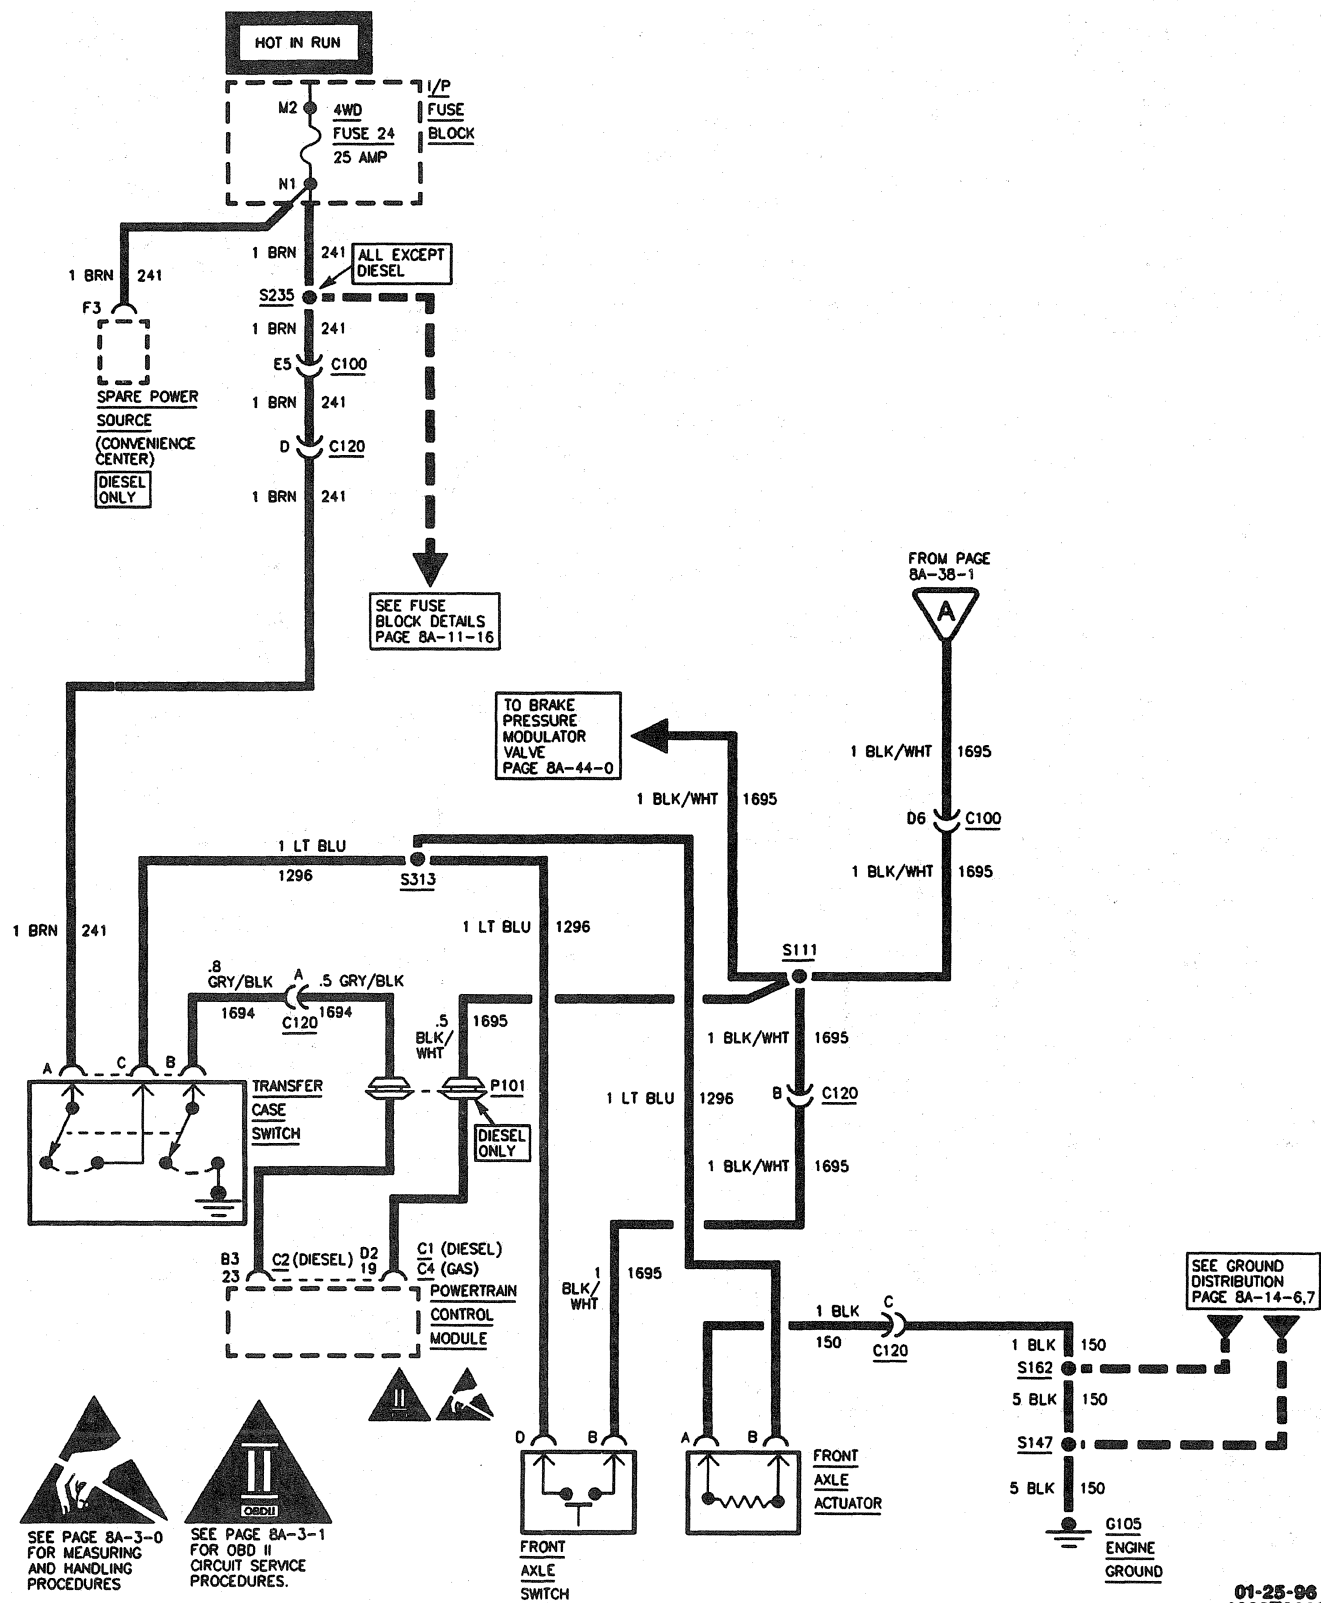 HOT IN RUN
I/P
FUSE
BLOCK
M2
4WD
FUSE 24
25 AMP
N1
1 BRN 241
ALL EXCEPT
DIESEL
1 BRN 241
F3
S235
1 BRN 241
E5 C100
SPARE POWER
SOURCE
(CONVENIENCE
CENTER)
DIESEL
ONLY
1 BRN 241
D C120
1 BRN 241
FROM PAGE
8A-38-1
A
SEE FUSE
BLOCK DETAILS
PAGE 8A-11-16
TO BRAKE
PRESSURE
MODULATOR
VALVE
PAGE 8A-44-0
1 BLK/WHT 1695
1 BLK/WHT 1695
D6 C100
1 BLK/WHT 1695
1 LT BLU
1296
S313
1 BRN 241
1 LT BLU 1296
S111
.8
GRY/BLK
1694
A
C120
.5 GRY/BLK
1694
.5
BLK/
WHT
1695
1 BLK/WHT 1695
A C B
TRANSFER
CASE
SWITCH
P101
DIESEL
ONLY
1 LT BLU 1296
B C120
1 BLK/WHT 1695
B3
23
C2 (DIESEL)
D2
19
C1 (DIESEL)
C4 (GAS)
POWERTRAIN
CONTROL
MODULE
1
BLK/
WHT
1695
SEE GROUND
DISTRIBUTION
PAGE 8A-14-6,7
1 BLK
150
C
C120
1 BLK 150
S162
5 BLK 150
S147
5 BLK 150
G105
ENGINE
GROUND
D B
FRONT
AXLE
SWITCH
A B
FRONT
AXLE
ACTUATOR
SEE PAGE 8A-3-0
FOR MEASURING
AND HANDLING
PROCEDURES
OBDII
SEE PAGE 8A-3-1
FOR OBD II
CIRCUIT SERVICE
PROCEDURES.
01-25-96